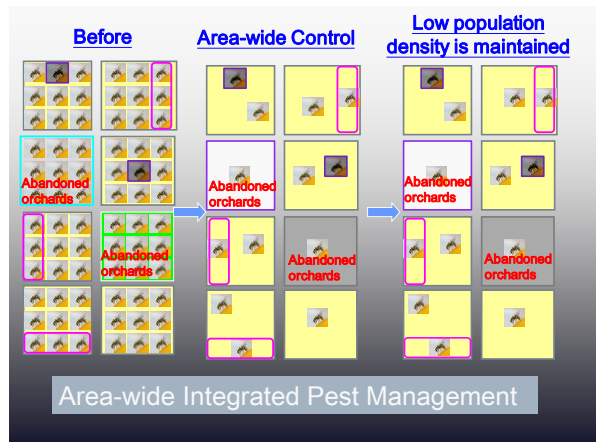 Before
Area-wide Control
Low population
density is maintained
Abandoned
orchards
Abandoned
orchards
Abandoned
orchards
Abandoned
orchards
Abandoned
orchards
Abandoned
orchards
Area-wide Integrated Pest Management